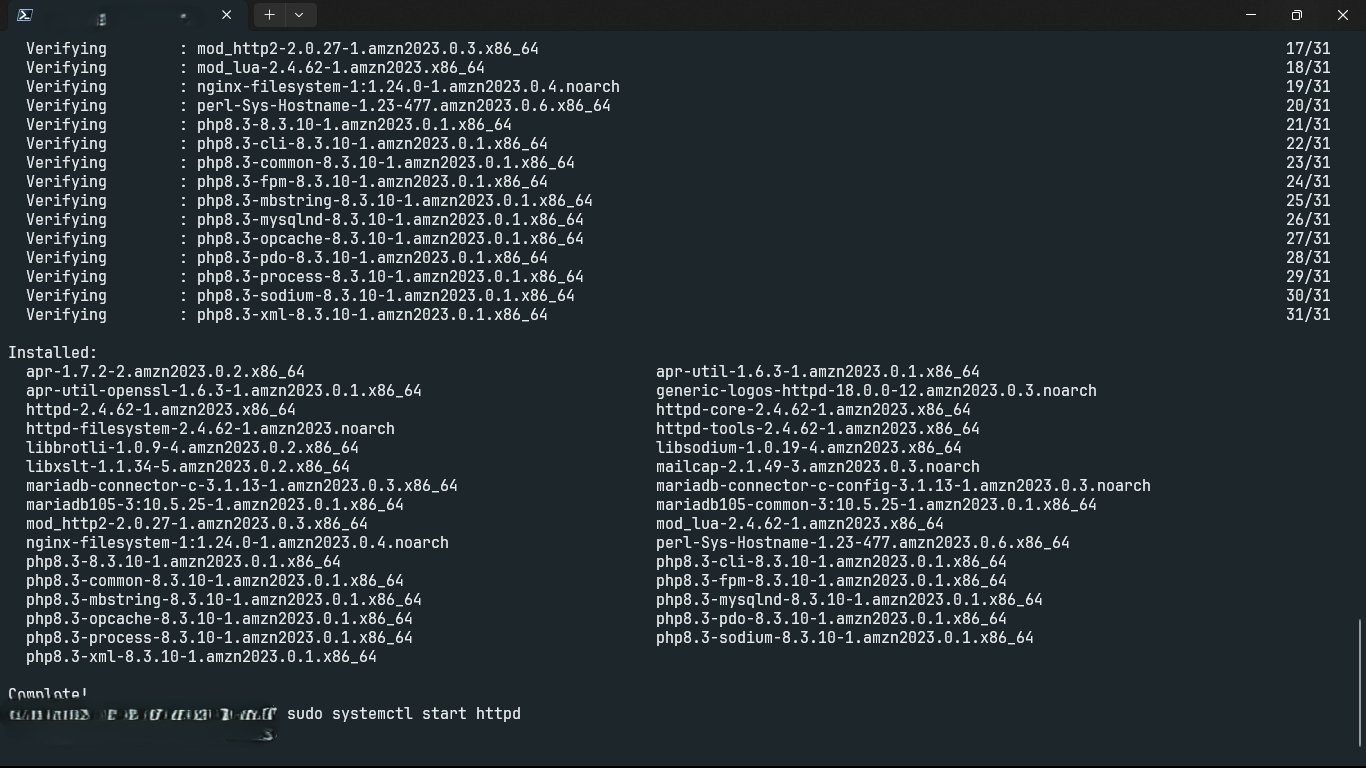 Verifying : mod_http2-2.0.27-1.amzn2023.0.3.x86_64 17/31
Verifying : mod_lua-2.4.62-1.amzn2023.x86_64 18/31
Verifying : nginx-filesystem-1:1.24.0-1.amzn2023.0.4.noarch 19/31
Verifying : perl-Sys-Hostname-1.23-477.amzn2023.0.6.x86_64 20/31
Verifying : php8.3-8.3.10-1.amzn2023.0.1.x86_64 21/31
Verifying : php8.3-cli-8.3.10-1.amzn2023.0.1.x86_64 22/31
Verifying : php8.3-common-8.3.10-1.amzn2023.0.1.x86_64 23/31
Verifying : php8.3-fpm-8.3.10-1.amzn2023.0.1.x86_64 24/31
Verifying : php8.3-mbstring-8.3.10-1.amzn2023.0.1.x86_64 25/31
Verifying : php8.3-mysqlnd-8.3.10-1.amzn2023.0.1.x86_64 26/31
Verifying : php8.3-opcache-8.3.10-1.amzn2023.0.1.x86_64 27/31
Verifying : php8.3-pdo-8.3.10-1.amzn2023.0.1.x86_64 28/31
Verifying : php8.3-process-8.3.10-1.amzn2023.0.1.x86_64 29/31
Verifying : php8.3-sodium-8.3.10-1.amzn2023.0.1.x86_64 30/31
Verifying : php8.3-xml-8.3.10-1.amzn2023.0.1.x86_64 31/31
Installed:
apr-1.7.2-2.amzn2023.0.2.x86_64 apr-util-1.6.3-1.amzn2023.0.1.x86_64
apr-util-openssl-1.6.3-1.amzn2023.0.1.x86_64 generic-logos-httpd-18.0.0-12.amzn2023.0.3.noarch
httpd-2.4.62-1.amzn2023.x86_64 httpd-core-2.4.62-1.amzn2023.x86_64
httpd-filesystem-2.4.62-1.amzn2023.noarch httpd-tools-2.4.62-1.amzn2023.x86_64
libbrotli-1.0.9-4.amzn2023.0.2.x86_64 libsodium-1.0.19-4.amzn2023.x86_64
libxslt-1.1.34-5.amzn2023.0.2.x86_64 mailcap-2.1.49-3.amzn2023.0.3.noarch
mariadb-connector-c-3.1.13-1.amzn2023.0.3.x86_64 mariadb-connector-c-config-3.1.13-1.amzn2023.0.3.noarch
mariadb105-3:10.5.25-1.amzn2023.0.1.x86_64 mariadb105-common-3:10.5.25-1.amzn2023.0.1.x86_64
mod_http2-2.0.27-1.amzn2023.0.3.x86_64 mod_lua-2.4.62-1.amzn2023.x86_64
nginx-filesystem-1:1.24.0-1.amzn2023.0.4.noarch perl-Sys-Hostname-1.23-477.amzn2023.0.6.x86_64
php8.3-8.3.10-1.amzn2023.0.1.x86_64 php8.3-cli-8.3.10-1.amzn2023.0.1.x86_64
php8.3-common-8.3.10-1.amzn2023.0.1.x86_64 php8.3-fpm-8.3.10-1.amzn2023.0.1.x86_64
php8.3-mbstring-8.3.10-1.amzn2023.0.1.x86_64 php8.3-mysqlnd-8.3.10-1.amzn2023.0.1.x86_64
php8.3-opcache-8.3.10-1.amzn2023.0.1.x86_64 php8.3-pdo-8.3.10-1.amzn2023.0.1.x86_64
php8.3-process-8.3.10-1.amzn2023.0.1.x86_64 php8.3-sodium-8.3.10-1.amzn2023.0.1.x86_64
php8.3-xml-8.3.10-1.amzn2023.0.1.x86_64
Complete!
sudo systemctl start httpd